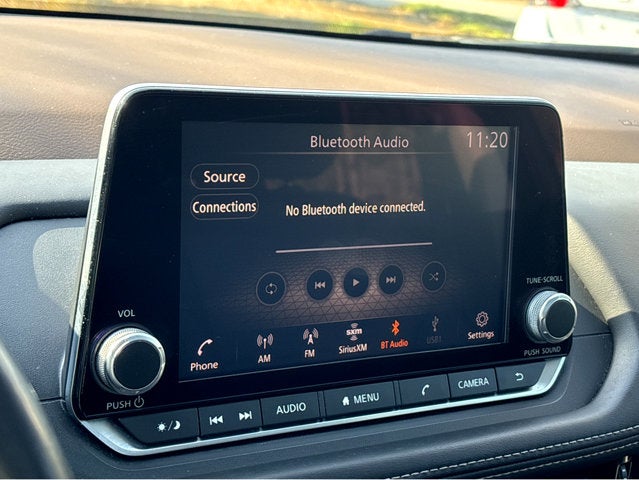 Bluetooth Audio
11:20
Source
Connections
No Bluetooth device connected.
TUNE·SCROLL
VOL
Phone
AM
FM
sxm
SiriusXM
BT Audio
USB1
Settings
PUSH SOUND
PUSH
AUDIO
MENU
CAMERA